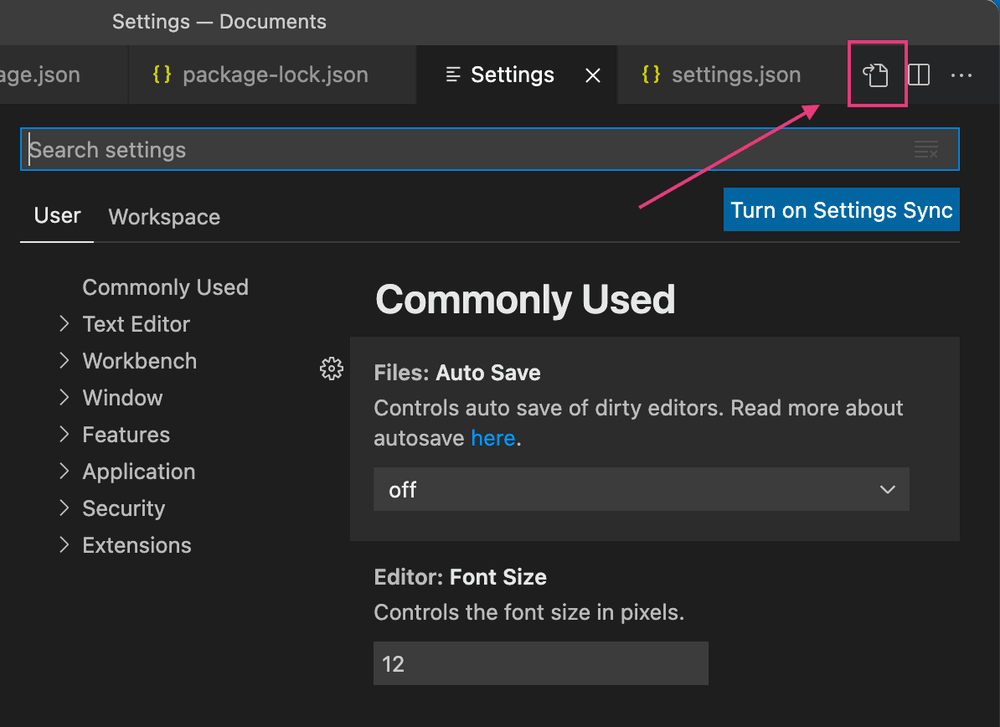 Settings — Documents
age.json
{} package-lock.json
Settings
{} settings.json
Search settings
User
Workspace
Turn on Settings Sync
Commonly Used
Text Editor
Workbench
Window
Features
Application
Security
Extensions
Commonly Used
Files: Auto Save
Controls auto save of dirty editors. Read more about
autosave here.
off
Editor: Font Size
Controls the font size in pixels.
12